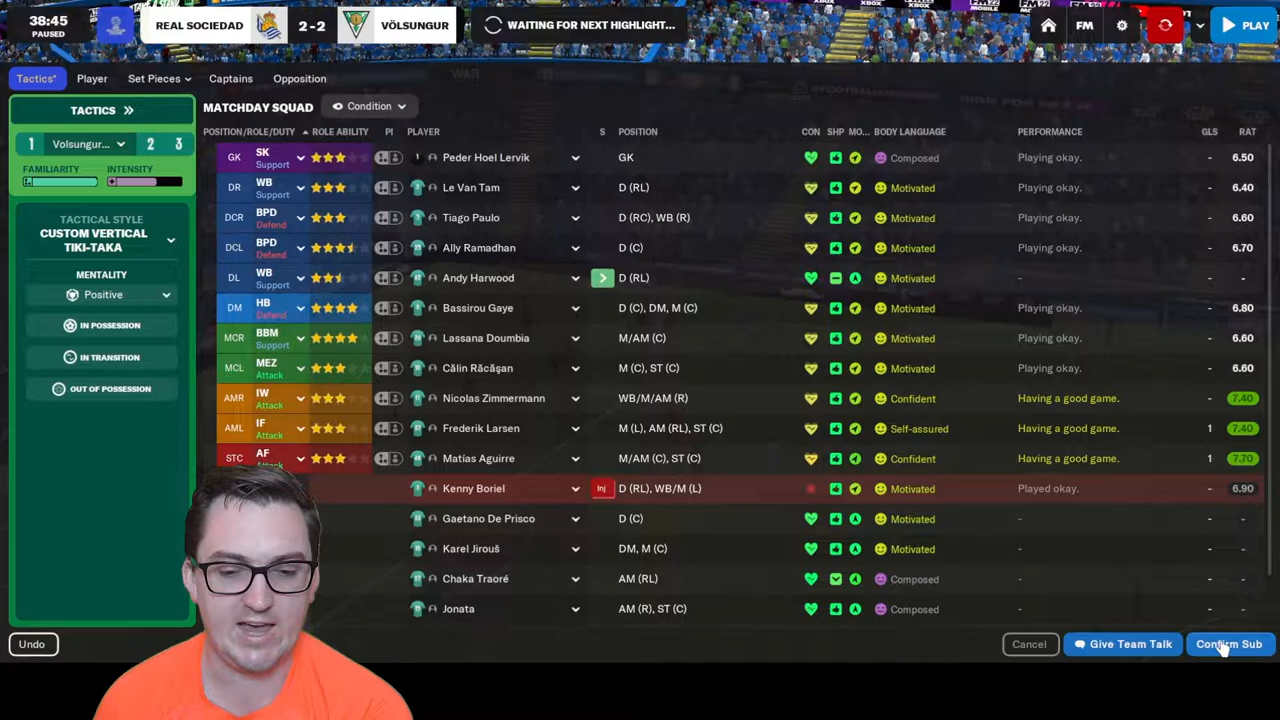 38:45
PAUSED
REAL SOCIEDAD
2-2
VÖLSUNGUR
WAITING FOR NEXT HIGHLIGHT...
FM
PLAY
Tactics*
Player
Set Pieces
Captains
Opposition
TACTICS
1 Volsungur... 2 3
FAMILIARITY INTENSITY
TACTICAL STYLE
CUSTOM VERTICAL
TIKI-TAKA
MENTALITY
Positive
IN POSSESSION
IN TRANSITION
OUT OF POSSESSION
MATCHDAY SQUAD
Condition
POSITION/ROLE/DUTY ROLE ABILITY PI PLAYER S POSITION CON SHP MO... BODY LANGUAGE PERFORMANCE GLS RAT
GK SK Support 1 Peder Hoel Lervik GK Composed Playing okay. - 6.50
DR WB Support Le Van Tam D (RL) Motivated Playing okay. - 6.40
DCR BPD Defend Tiago Paulo D (RC), WB (R) Motivated Playing okay. - 6.60
DCL BPD Defend Ally Ramadhan D (C) Motivated Playing okay. - 6.70
DL WB Support Andy Harwood D (RL) Motivated - - -
DM HB Defend Bassirou Gaye D (C), DM, M (C) Motivated Playing okay. - 6.80
MCR BBM Support Lassana Doumbia M/AM (C) Motivated Playing okay. - 6.60
MCL MEZ Attack Călin Răcăşan M (C), ST (C) Motivated Playing okay. - 6.60
AMR IW Attack Nicolas Zimmermann WB/M/AM (R) Confident Having a good game. - 7.40
AML IF Attack Frederik Larsen M (L), AM (RL), ST (C) Self-assured Having a good game. 1 7.40
STC AF Attack Matías Aguirre M/AM (C), ST (C) Confident Having a good game. 1 7.70
Kenny Boriel Inj D (RL), WB/M (L) Motivated Played okay. - 6.90
Gaetano De Prisco D (C) Motivated - - -
Karel Jirouš DM, M (C) Motivated - - -
Chaka Traoré AM (RL) Composed - - -
Jonata AM (R), ST (C) Composed - - -
Undo
Cancel
Give Team Talk
Confirm Sub